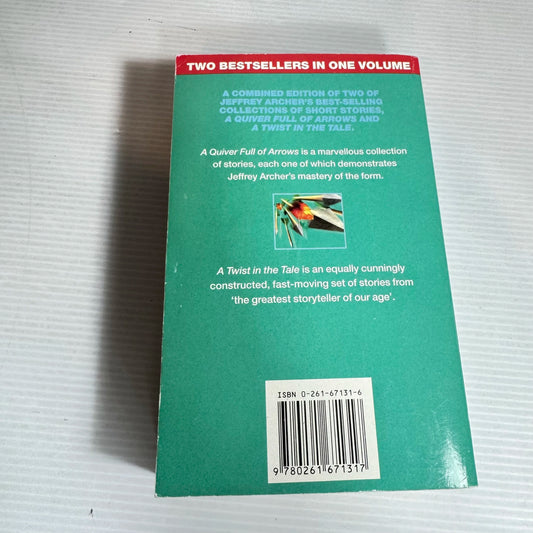 TWO BESTSELLERS IN ONE VOLUME
A COMBINED EDITION OF TWO OF
JEFFREY ARCHER'S BEST-SELLING
COLLECTIONS OF SHORT STORIES,
A QUIVER FULL OF ARROWS AND
A TWIST IN THE TALE.
A Quiver Full of Arrows is a marvellous collection
of stories, each one of which demonstrates
Jeffrey Archer's mastery of the form.
A Twist in the Tale is an equally cunningly
constructed, fast-moving set of stories from
'the greatest storyteller of our age'.
ISBN 0-261-67131-6
9 780261 671317